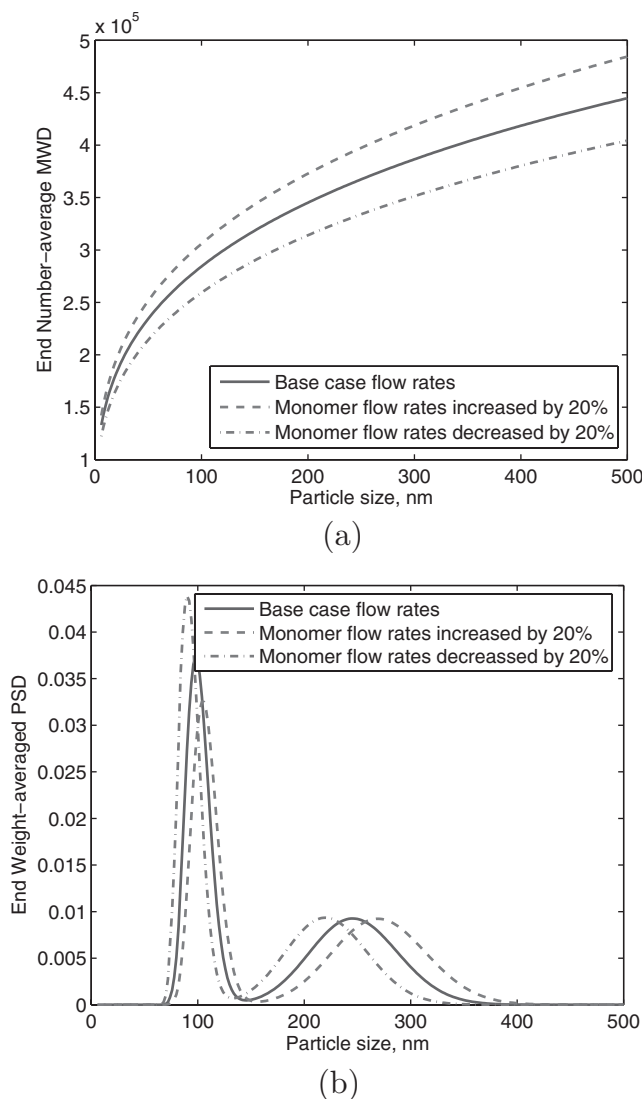 x 10⁵
5
4.5
4
3.5
3
2.5
2
1.5
1
End Number−average MWD
Base case flow rates
Monomer flow rates increased by 20%
Monomer flow rates decreased by 20%
0 100 200 300 400 500
Particle size, nm
(a)
0.045
0.04
0.035
0.03
0.025
0.02
0.015
0.01
0.005
0
End Weight−averaged PSD
Base case flow rates
Monomer flow rates increased by 20%
Monomer flow rates decreassed by 20%
0 100 200 300 400 500
Particle size, nm
(b)